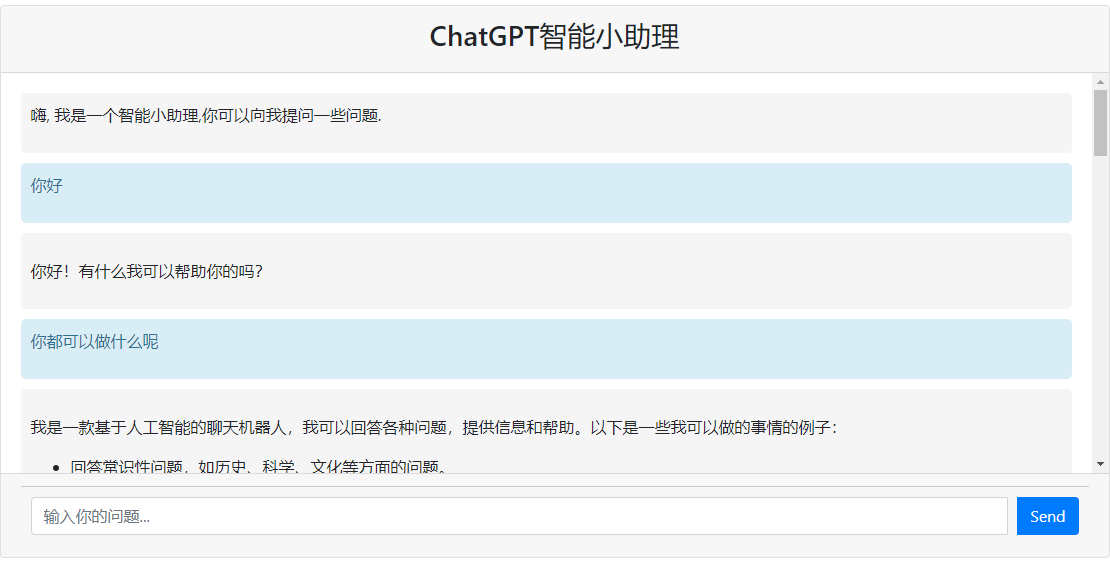 ChatGPT智能小助理
嗨, 我是一个智能小助理,你可以向我提问一些问题.
你好
你好！有什么我可以帮助你的吗？
你都可以做什么呢
我是一款基于人工智能的聊天机器人，我可以回答各种问题，提供信息和帮助。以下是一些我可以做的事情的例子：
• 回答常识性问题，如历史、科学、文化等方面的问题。
输入你的问题...
Send